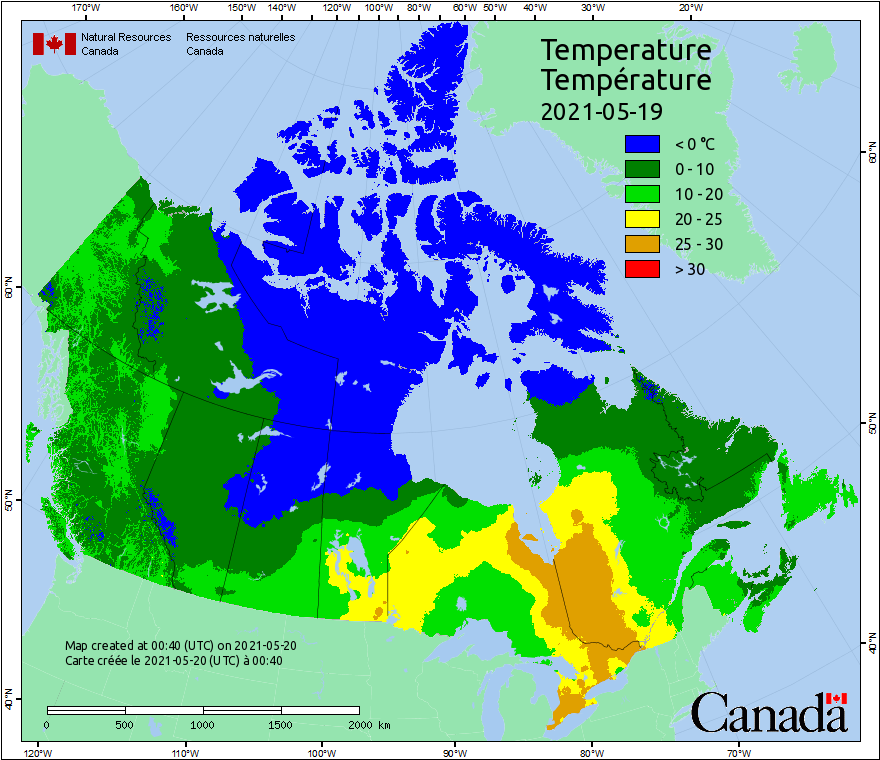 170°W 160°W 150°W 140°W 120°W 100°W 80°W 60°W 50°W 40°W 30°W 20°W
Natural Resources Ressources naturelles
Canada Canada
Temperature
Température
2021-05-19
< 0 °C
0 - 10
10 - 20
20 - 25
25 - 30
> 30
60°N
50°N
40°N
60°N
50°N
40°N
Map created at 00:40 (UTC) on 2021-05-20
Carte créée le 2021-05-20 (UTC) à 00:40
0 500 1000 1500 2000 km
Canada
120°W 110°W 100°W 90°W 80°W 70°W